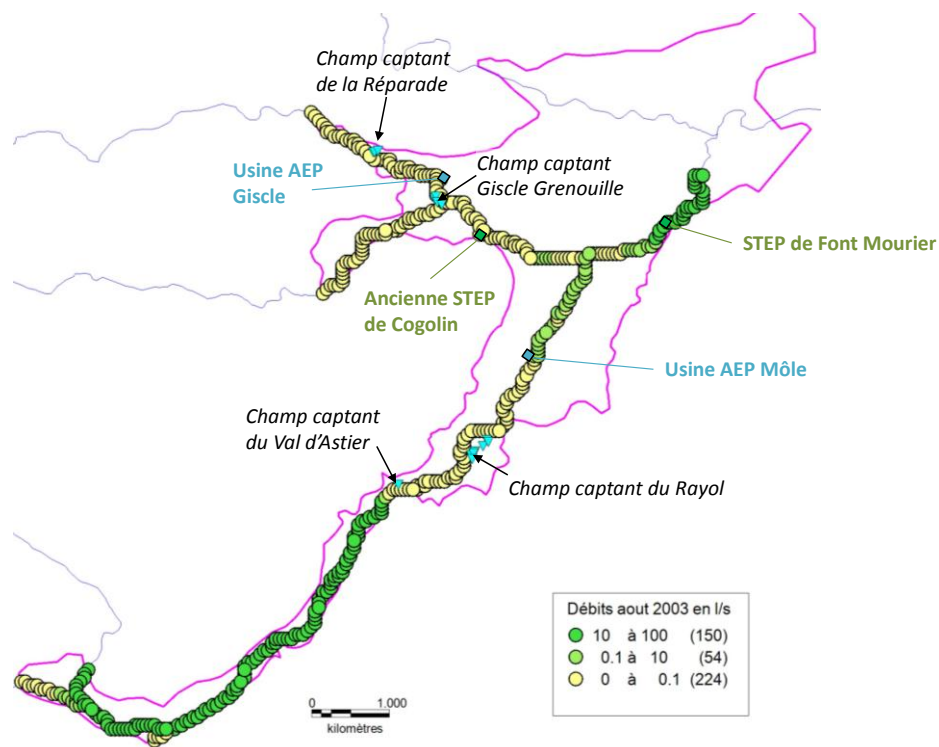 Champ captant
de la Réparade
Usine AEP
Giscle
Champ captant
Giscle Grenouille
STEP de Font Mourier
Ancienne STEP
de Cogolin
Usine AEP Môle
Champ captant
du Val d'Astier
Champ captant du Rayol
Débits aout 2003 en l/s
10 à 100 (150)
0.1 à 10 (54)
0 à 0.1 (224)
0 1,000
kilomètres